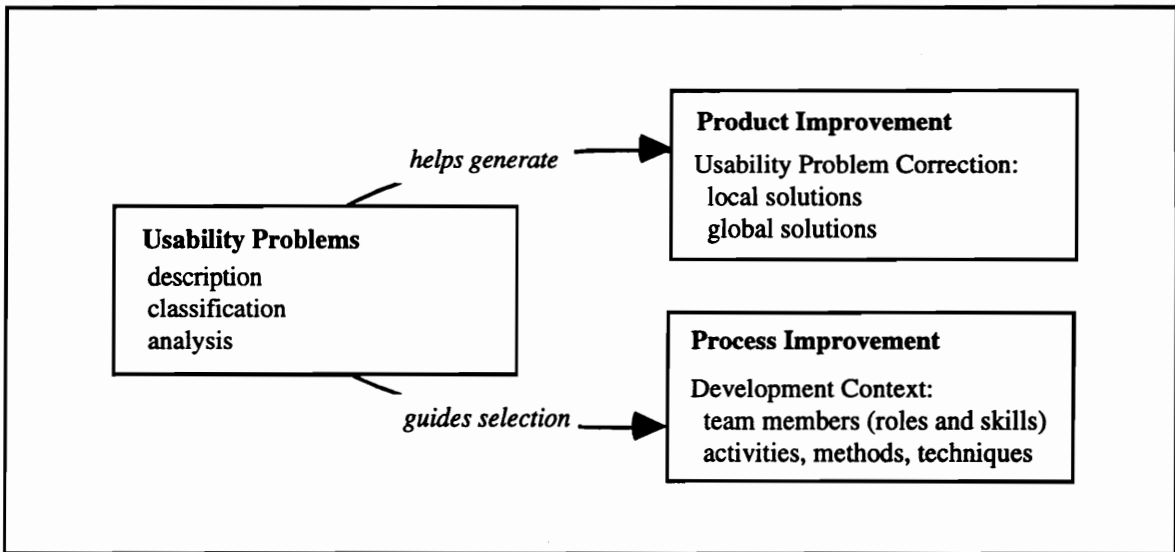 Usability Problems
description
classification
analysis
helps generate
Product Improvement
Usability Problem Correction:
local solutions
global solutions
guides selection
Process Improvement
Development Context:
team members (roles and skills)
activities, methods, techniques